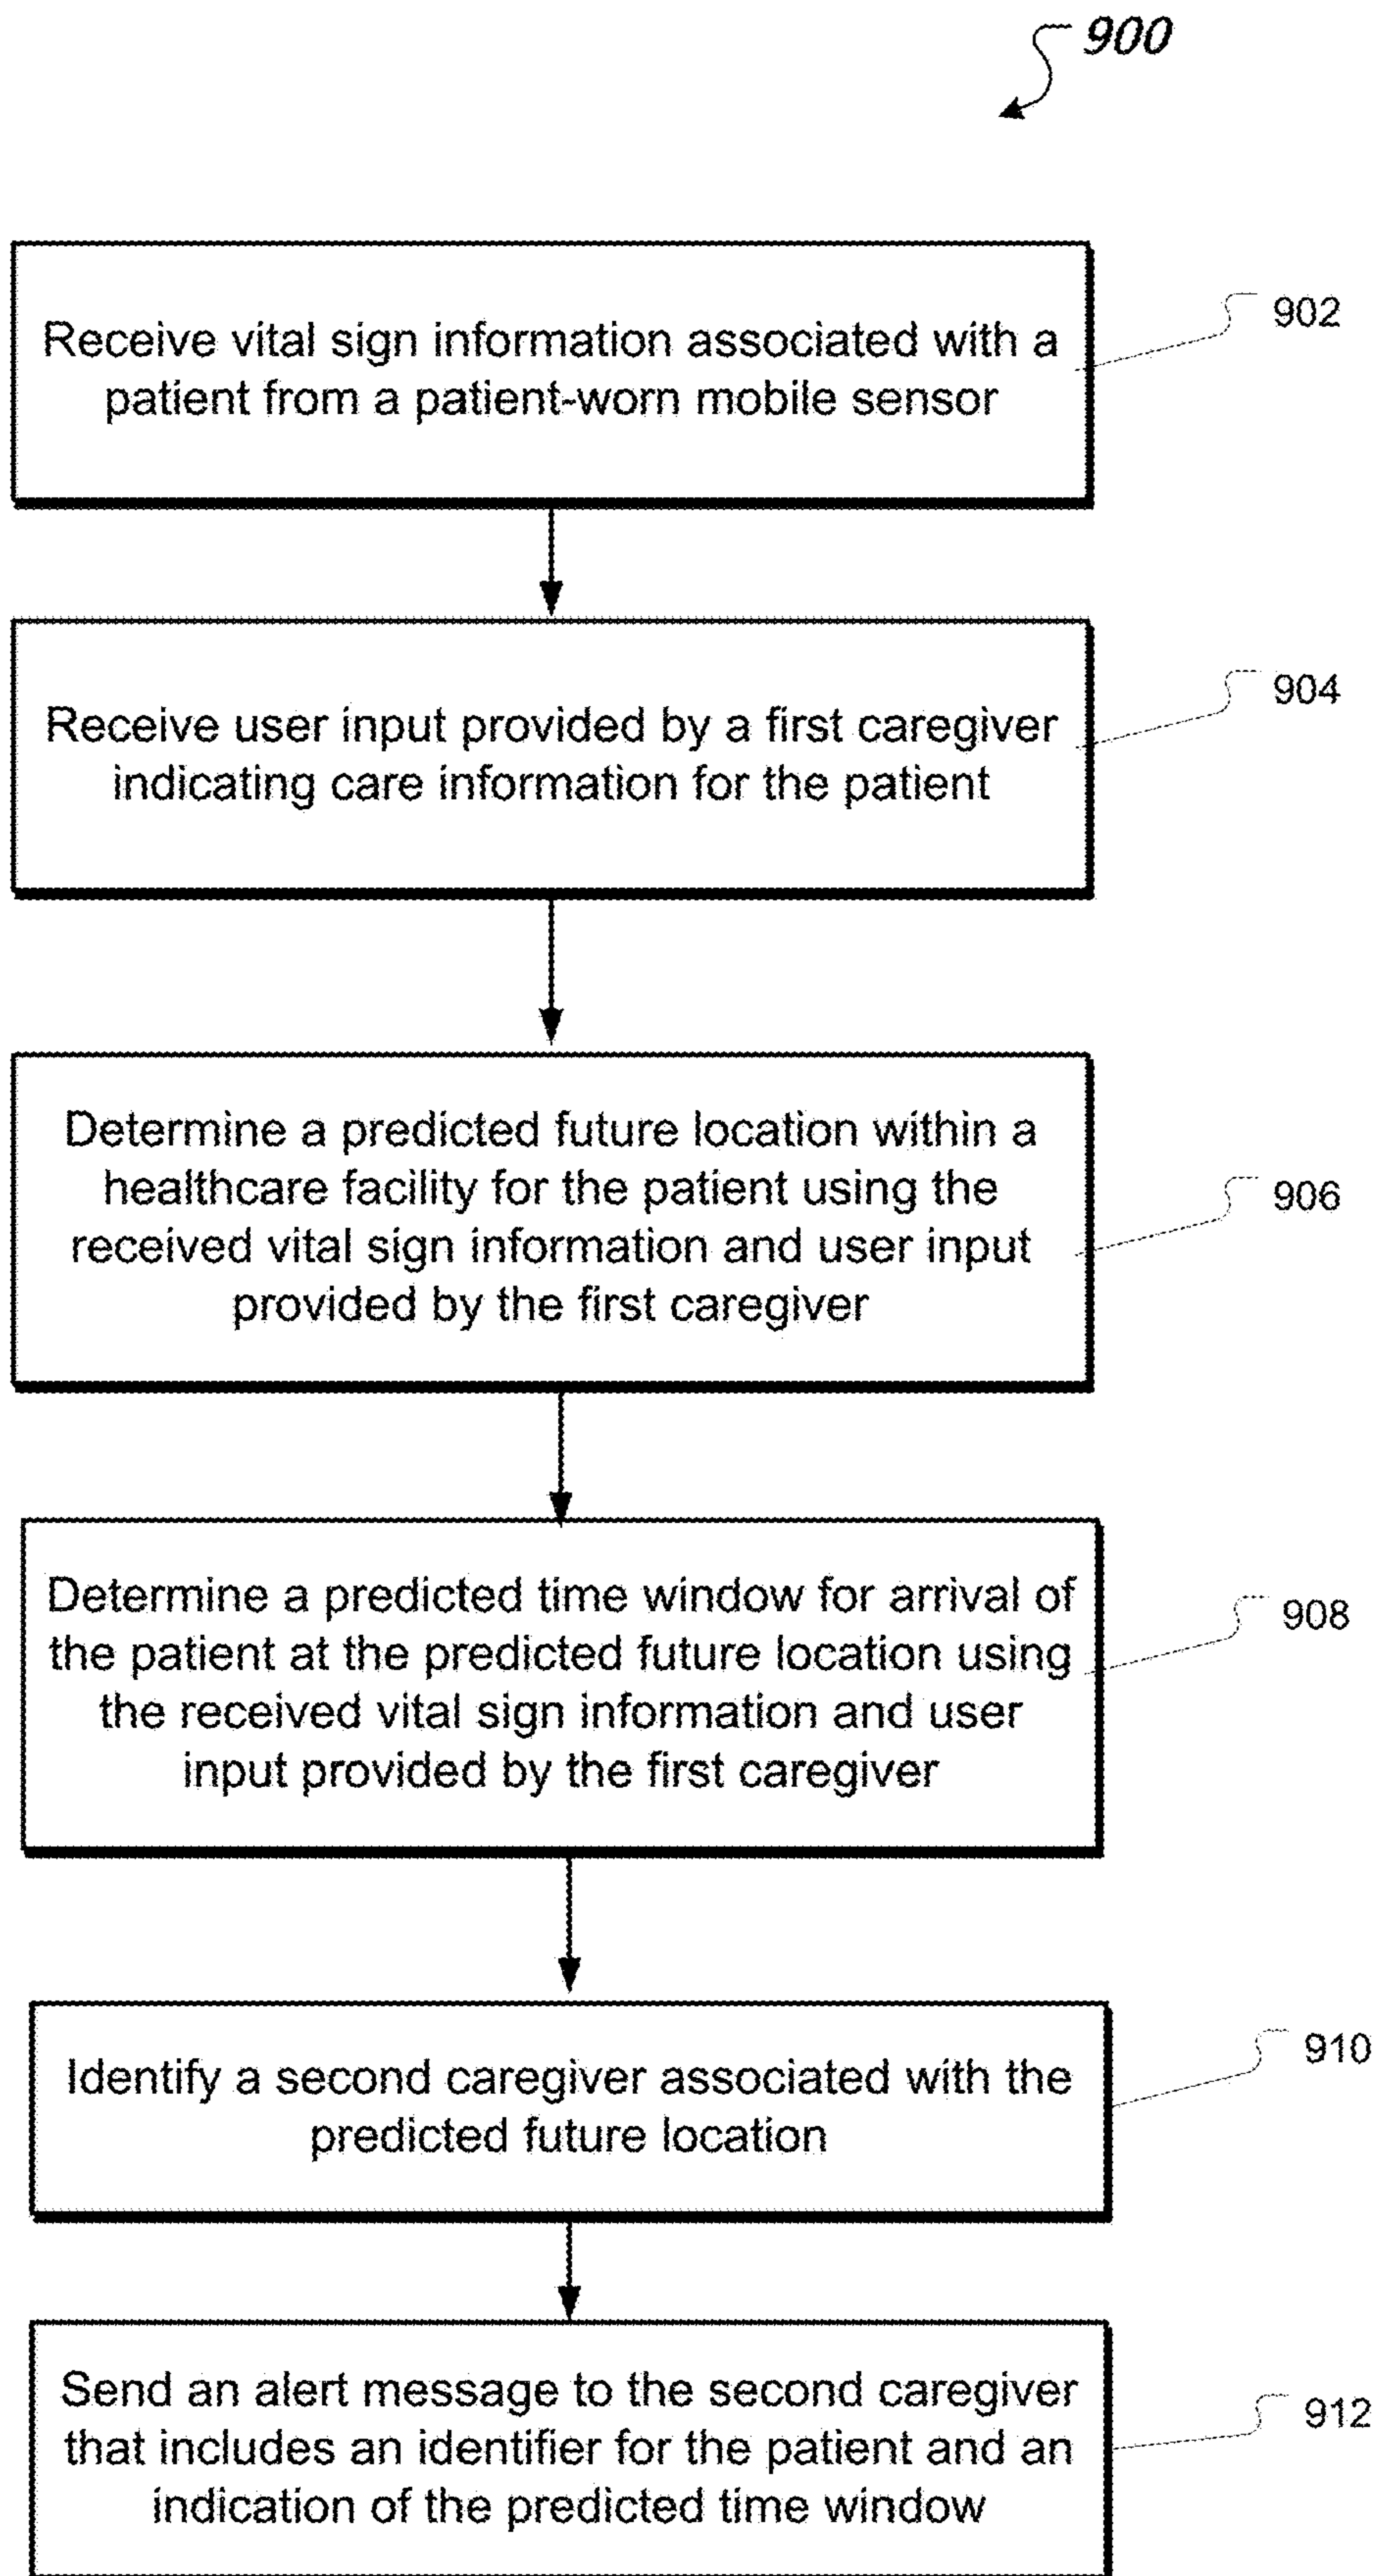 900
Receive vital sign information associated with a
patient from a patient-worn mobile sensor
902
Receive user input provided by a first caregiver
indicating care information for the patient
904
Determine a predicted future location within a
healthcare facility for the patient using the
received vital sign information and user input
provided by the first caregiver
906
Determine a predicted time window for arrival of
the patient at the predicted future location using
the received vital sign information and user
input provided by the first caregiver
908
Identify a second caregiver associated with the
predicted future location
910
Send an alert message to the second caregiver
that includes an identifier for the patient and an
indication of the predicted time window
912